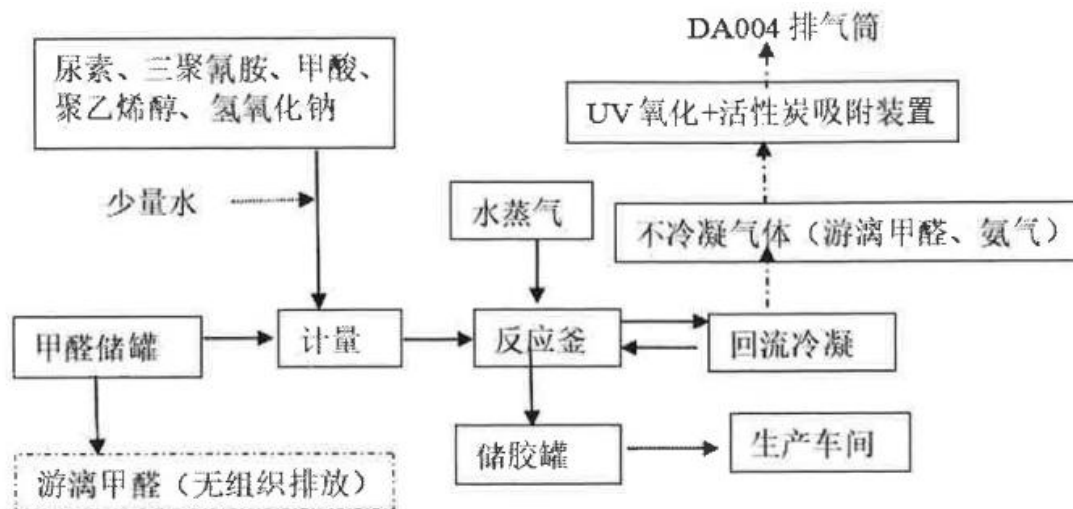 DA004 排气筒
尿素、三聚氰胺、甲酸、
聚乙烯醇、氢氧化钠
UV 氧化+活性炭吸附装置
少量水
水蒸气
不冷凝气体（游漓甲醛、氨气）
甲醛储罐
计量
反应釜
回流冷凝
储胶罐
生产车间
游漓甲醛（无组织排放）